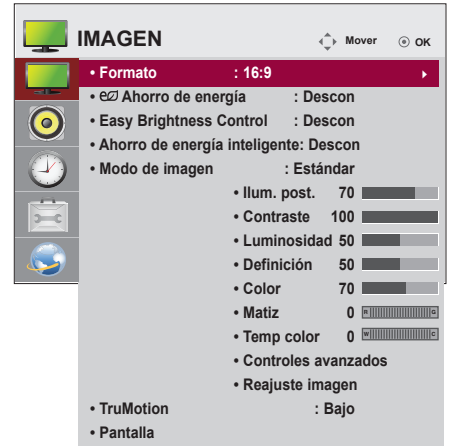 IMAGEN
Mover OK
• Formato : 16:9
• Ahorro de energía : Descon
• Easy Brightness Control : Descon
• Ahorro de energía inteligente: Descon
• Modo de imagen : Estándar
• Ilum. post. 70
• Contraste 100
• Luminosidad 50
• Definición 50
• Color 70
• Matiz 0 R G
• Temp color 0 W C
• Controles avanzados
• Reajuste imagen
• TruMotion : Bajo
• Pantalla